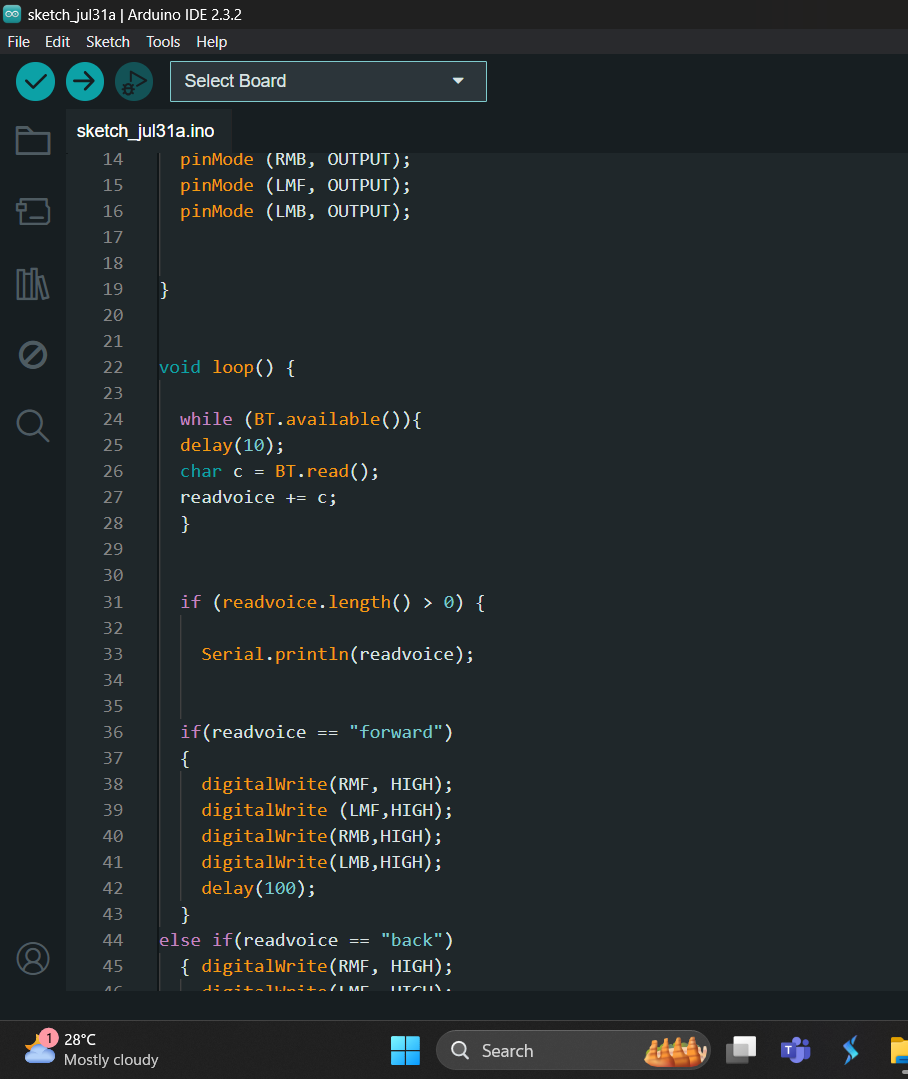 sketch_jul31a | Arduino IDE 2.3.2
File Edit Sketch Tools Help
Select Board
sketch_jul31a.ino
14 pinMode (RMB, OUTPUT);
15 pinMode (LMF, OUTPUT);
16 pinMode (LMB, OUTPUT);
17
18
19 }
20
21
22 void loop() {
23
24 while (BT.available()){
25 delay(10);
26 char c = BT.read();
27 readvoice += c;
28 }
29
30
31 if (readvoice.length() > 0) {
32
33 Serial.println(readvoice);
34
35
36 if(readvoice == "forward")
37 {
38 digitalWrite(RMF, HIGH);
39 digitalWrite (LMF,HIGH);
40 digitalWrite(RMB,HIGH);
41 digitalWrite(LMB,HIGH);
42 delay(100);
43 }
44 else if(readvoice == "back")
45 { digitalWrite(RMF, HIGH);
1
28°C
Mostly cloudy
Search
T